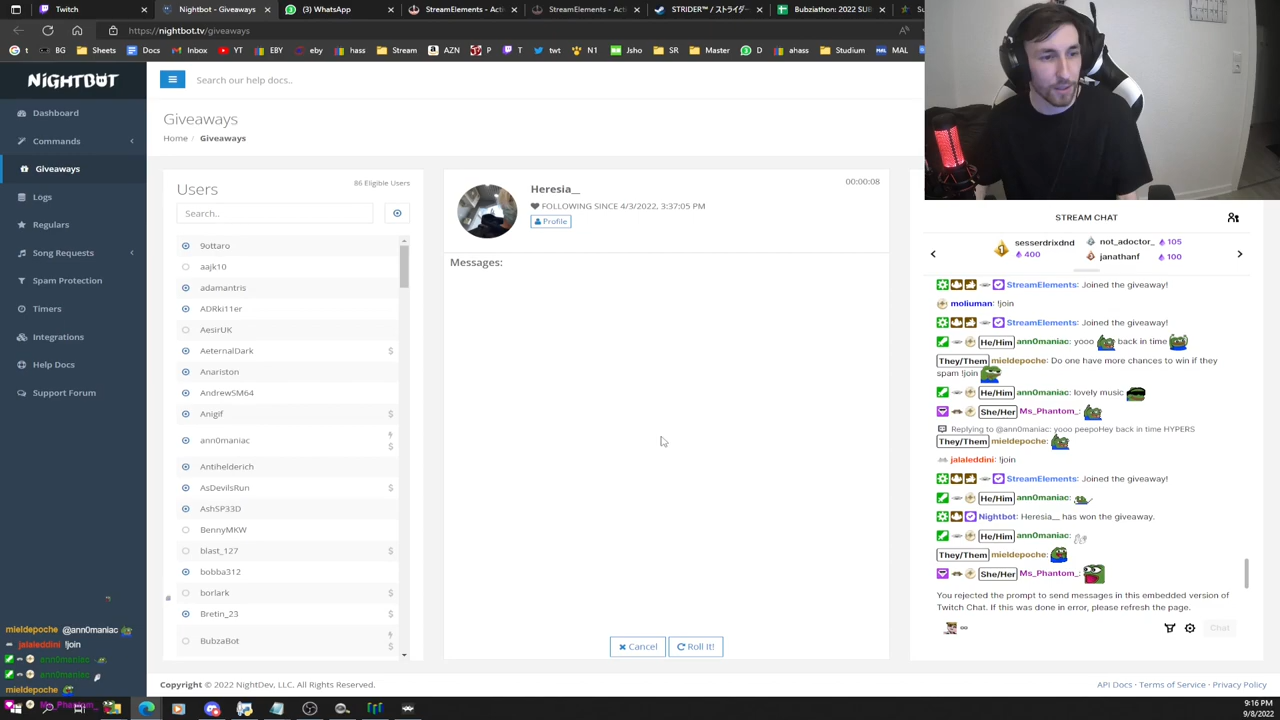 Nightbot
(3) WhatsApp
StreamElements - Acti
StreamElements - Acti
STRIDER™ / ストライダ
Bubziathon: 2022 SUB
https://nightbot.tv/giveaways
t
BG
Sheets
Docs
Inbox
YT
EBY
eby
hass
Stream
AZN
P
T
twt
N1
Jsho
Sch
Master
D
ahass
Studium
MAL
MAL
NIGHTBOT
Search our help docs..
Dashboard
Commands
Giveaways
Logs
Regulars
Song Requests
Spam Protection
Timers
Integrations
Help Docs
Support Forum
Giveaways
Home / Giveaways
Users
86 Eligible Users
Search..
9ottaro
aajk10
adamantris
ADRki11er
AesirUK
AeternalDark $
Anariston
AndrewSM64
Anigif $
ann0maniac $
Antihelderich
AsDevilsRun $
AshSP33D
BennyMKW
blast_127 $
bobba312
borlark $
Bretin_23 $
BubzaBot $
Heresia__
00:00:08
FOLLOWING SINCE 4/3/2022, 3:37:05 PM
Profile
Messages:
Cancel
Roll It!
STREAM CHAT
sesserdrixdnd
400
not_adoctor_ 105
janathanf 100
StreamElements: Joined the giveaway!
moliuman: !join
StreamElements: Joined the giveaway!
He/Him ann0maniac: yooo back in time
They/Them mieldepoche: Do one have more chances to win if they
spam !join
He/Him ann0maniac: lovely music
She/Her Ms_Phantom_:
Replying to @ann0maniac: yooo peepoHey back in time HYPERS
They/Them mieldepoche:
jalaleddini: !join
StreamElements: Joined the giveaway!
He/Him ann0maniac:
Nightbot: Heresia__ has won the giveaway.
He/Him ann0maniac:
They/Them mieldepoche:
She/Her Ms_Phantom_:
You rejected the prompt to send messages in this embedded version of
Twitch Chat. If this was done in error, please refresh the page.
Chat
mieldepoche @ann0maniac
jalaleddini !join
ann0maniac
ann0maniac
mieldepoche
Ms_Phantom_
Copyright © 2022 NightDev, LLC. All Rights Reserved.
API Docs · Terms of Service · Privacy Policy
9:16 PM
9/8/2022